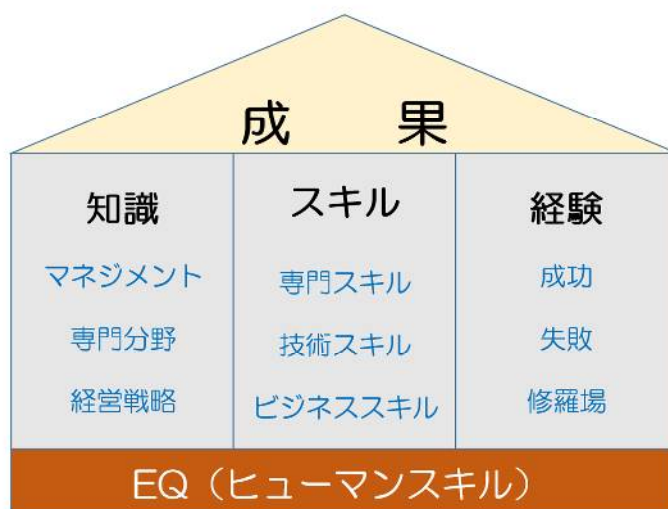 成果
知識
マネジメント
専門分野
経営戦略
スキル
専門スキル
技術スキル
ビジネススキル
経験
成功
失敗
修羅場
EQ（ヒューマンスキル）